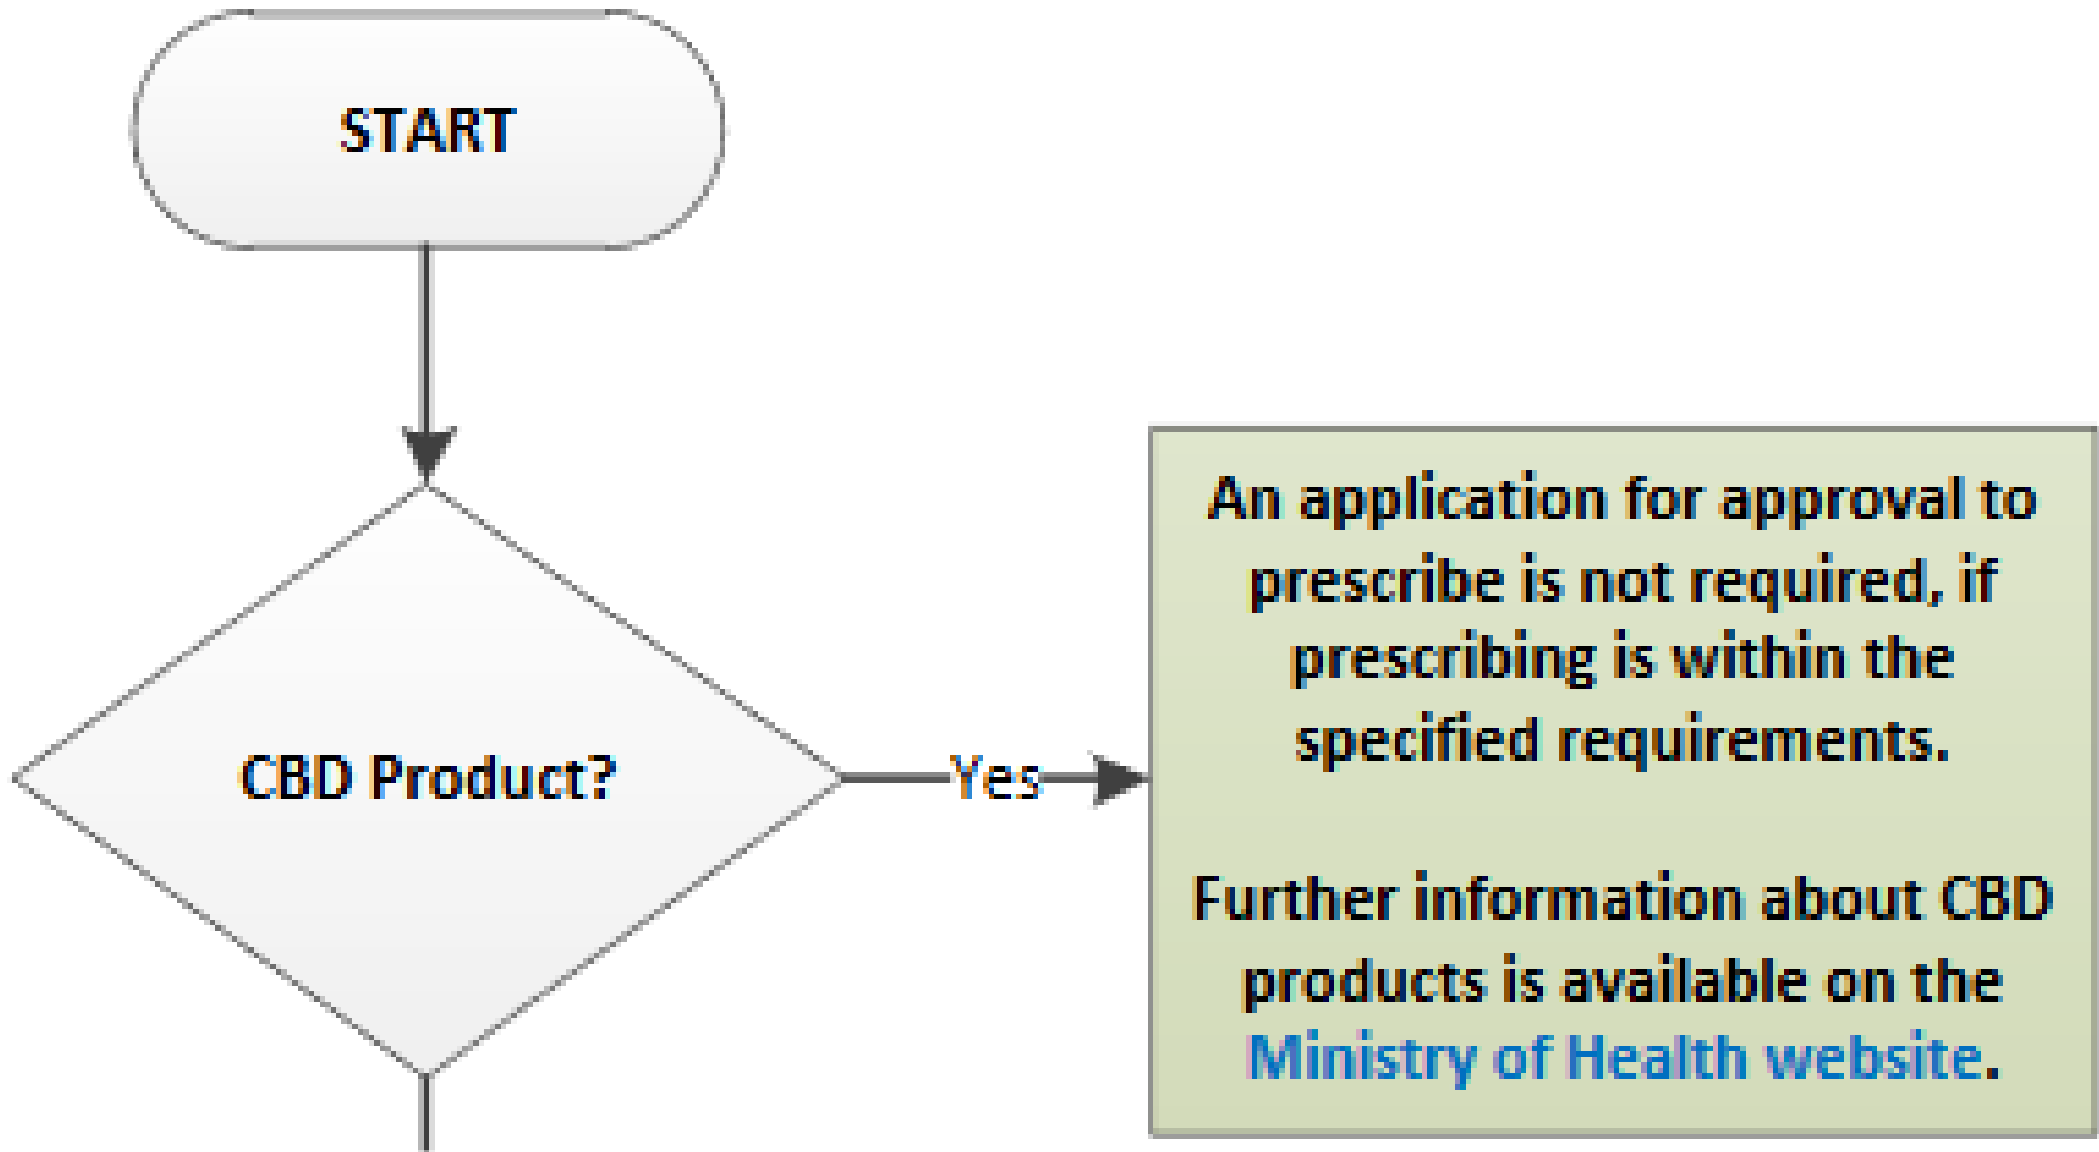 START
CBD Product?
Yes
An application for approval to
prescribe is not required, if
prescribing is within the
specified requirements.
Further information about CBD
products is available on the
Ministry of Health website.